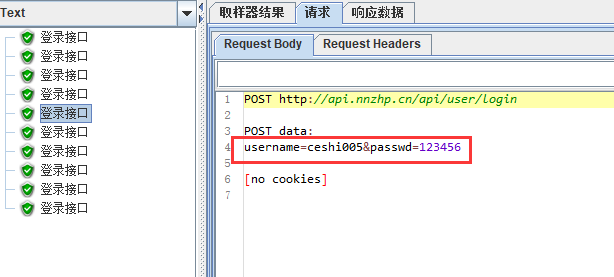 Text
登录接口
登录接口
登录接口
登录接口
登录接口
登录接口
登录接口
登录接口
登录接口
登录接口
取样器结果 请求 响应数据
Request Body Request Headers
1 POST http://api.nnzhp.cn/api/user/login
2
3 POST data:
4 username=ceshi005&passwd=123456
5
6 [no cookies]
7